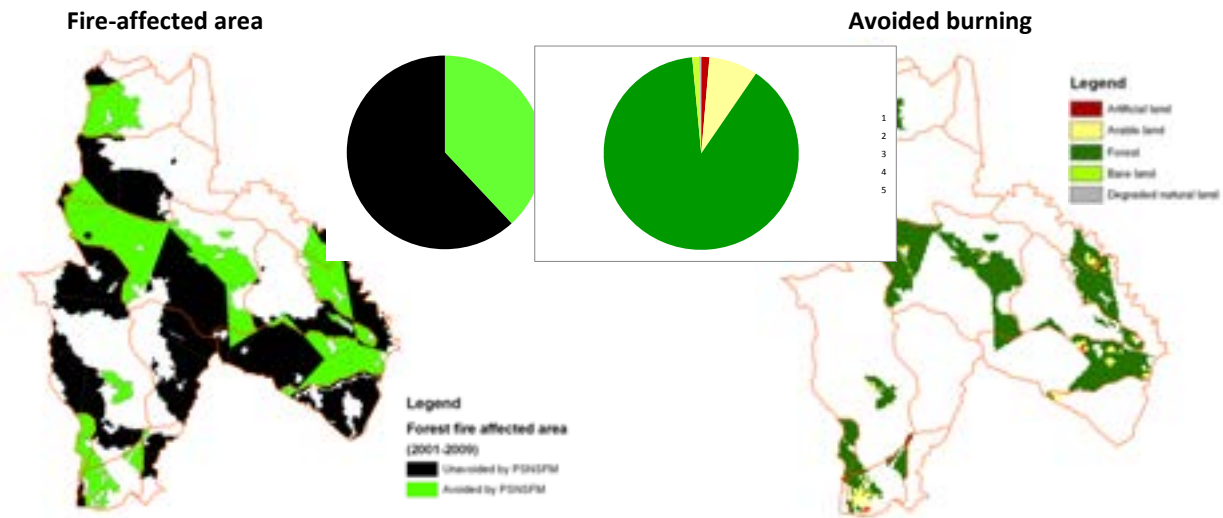 Fire-affected area
Avoided burning
1
2
3
4
5
Legend
Artificial land
Arable land
Forest
Bare land
Degraded natural land
Legend
Forest fire affected area
(2001-2009)
Unavoided by PSNSFM
Avoided by PSNSFM